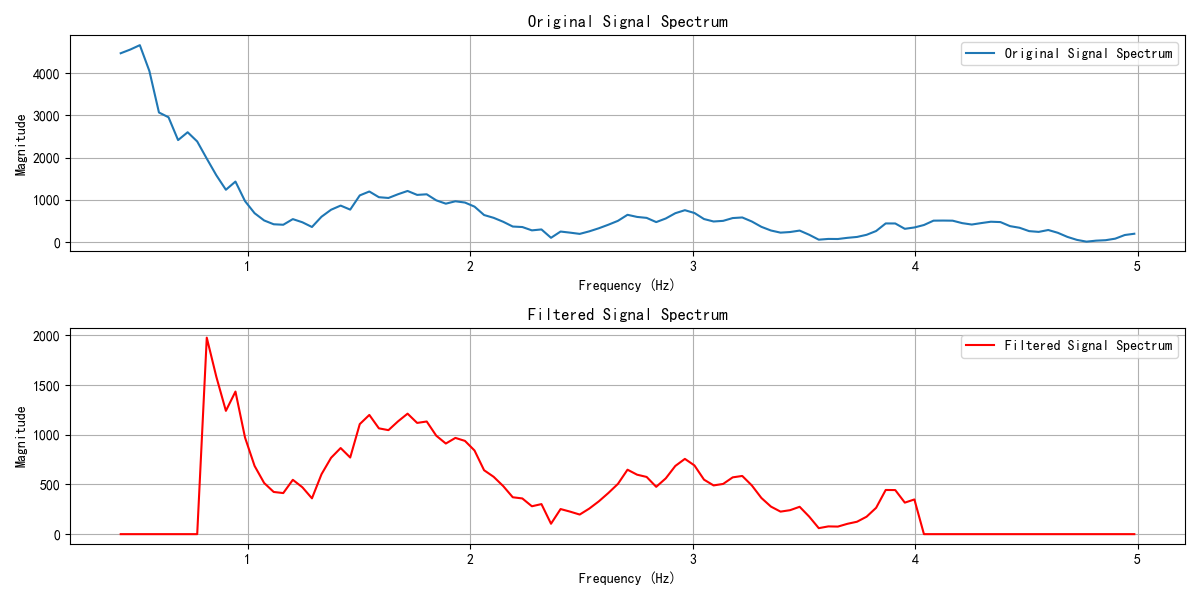 Original Signal Spectrum
Original Signal Spectrum
Magnitude
4000
3000
2000
1000
0
1
2
3
4
5
Frequency (Hz)
Filtered Signal Spectrum
Filtered Signal Spectrum
Magnitude
2000
1500
1000
500
0
1
2
3
4
5
Frequency (Hz)